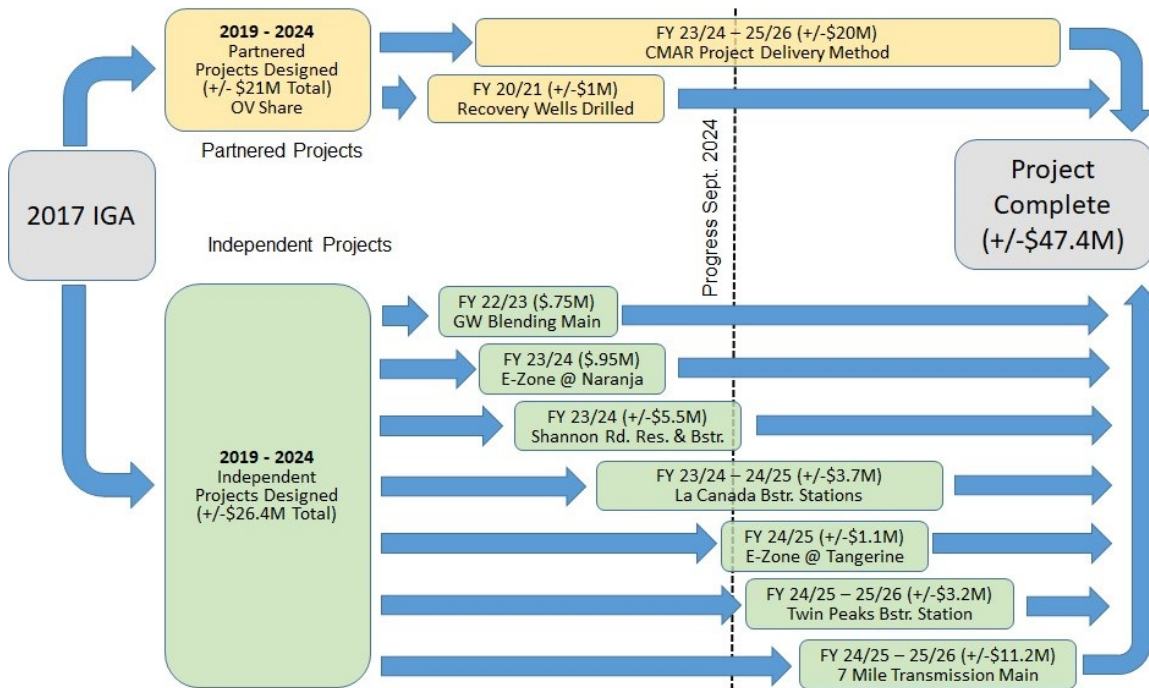 2017 IGA
2019 - 2024
Partnered
Projects Designed
(+/- $21M Total)
OV Share
Partnered Projects
FY 23/24 – 25/26 (+/-$20M)
CMAR Project Delivery Method
FY 20/21 (+/-$1M)
Recovery Wells Drilled
Progress Sept. 2024
Project
Complete
(+/-$47.4M)
Independent Projects
2019 - 2024
Independent
Projects Designed
(+/-$26.4M Total)
FY 22/23 ($.75M)
GW Blending Main
FY 23/24 ($.95M)
E-Zone @ Naranja
FY 23/24 (+/-$5.5M)
Shannon Rd. Res. & Bstr.
FY 23/24 – 24/25 (+/-$3.7M)
La Canada Bstr. Stations
FY 24/25 (+/-$1.1M)
E-Zone @ Tangerine
FY 24/25 – 25/26 (+/-$3.2M)
Twin Peaks Bstr. Station
FY 24/25 – 25/26 (+/-$11.2M)
7 Mile Transmission Main